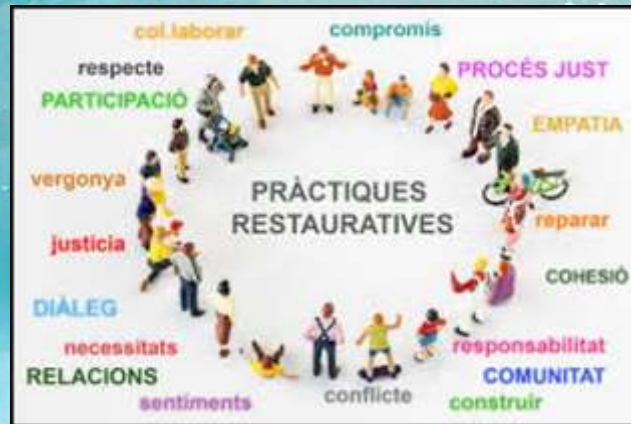 col.laborar
compromís
respecte
PROCÉS JUST
PARTICIPACIÓ
EMPATIA
vergonya
PRÀCTIQUES
RESTAURATIVES
reparar
justícia
COHESIÓ
DIÀLEG
necessitats
responsabilitat
RELACIONS
COMUNITAT
sentiments
conflicte
construir